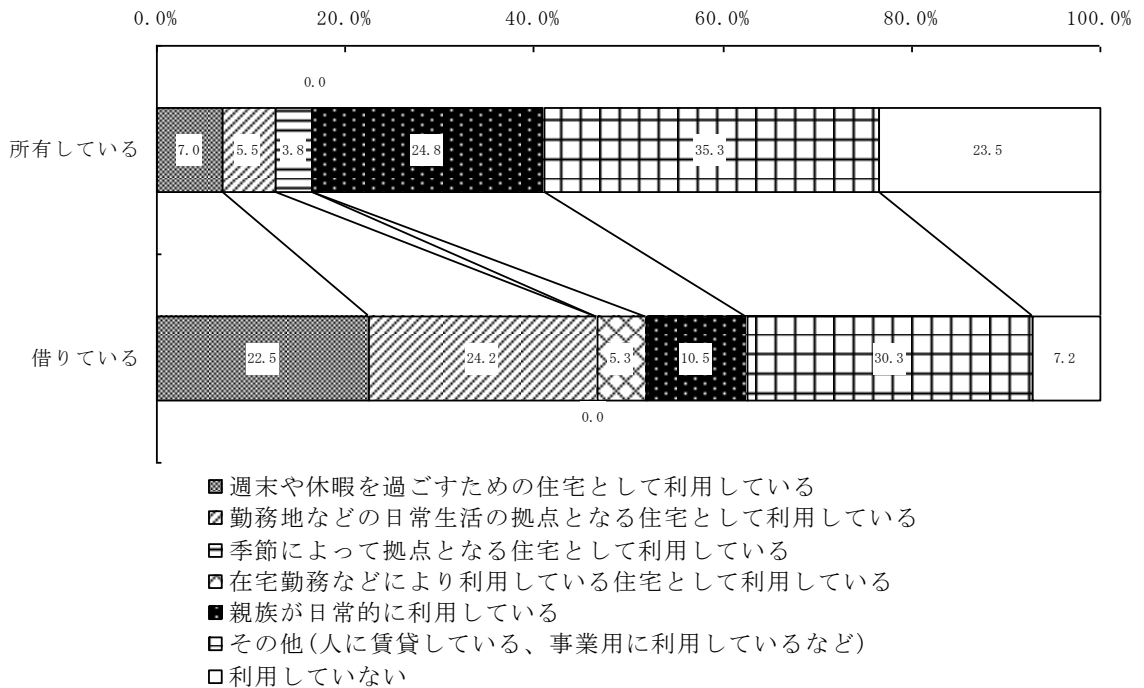 0.0% 20.0% 40.0% 60.0% 80.0% 100.0%
0.0
所有している 7.0 5.5 3.8 24.8 35.3 23.5
借りている 22.5 24.2 5.3 10.5 30.3 7.2
0.0
週末や休暇を過ごすための住宅として利用している
勤務地などの日常生活の拠点となる住宅として利用している
季節によって拠点となる住宅として利用している
在宅勤務などにより利用している住宅として利用している
親族が日常的に利用している
その他(人に賃貸している、事業用に利用しているなど)
利用していない